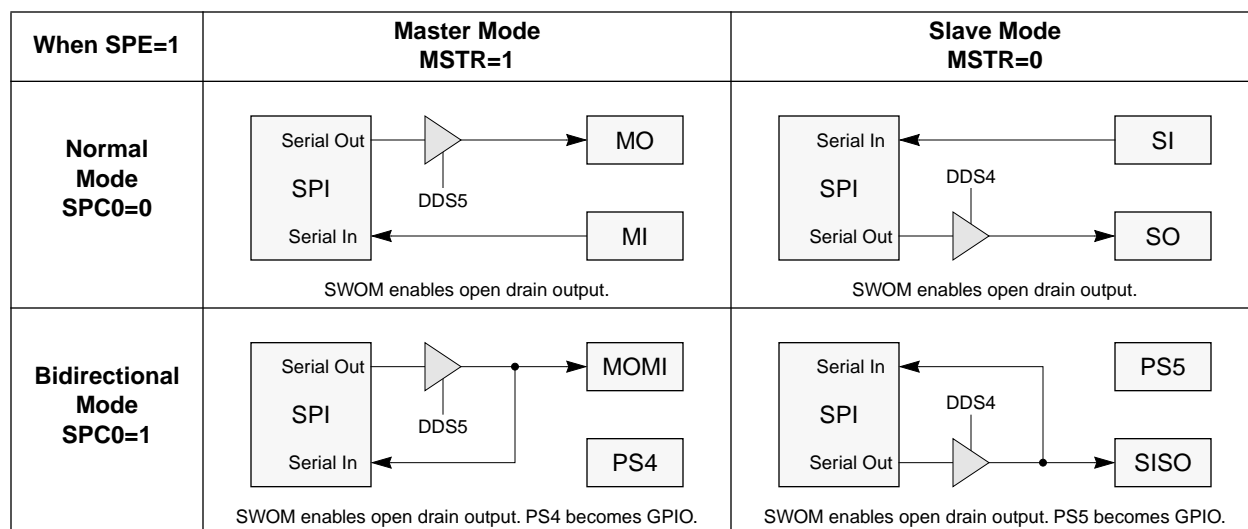 When SPE=1
Master Mode
MSTR=1
Slave Mode
MSTR=0
Normal
Mode
SPC0=0
Serial Out
SPI
Serial In
DDS5
MO
MI
SWOM enables open drain output.
Serial In
SPI
Serial Out
DDS4
SI
SO
SWOM enables open drain output.
Bidirectional
Mode
SPC0=1
Serial Out
SPI
Serial In
DDS5
MOMI
PS4
SWOM enables open drain output. PS4 becomes GPIO.
Serial In
SPI
Serial Out
DDS4
PS5
SISO
SWOM enables open drain output. PS5 becomes GPIO.